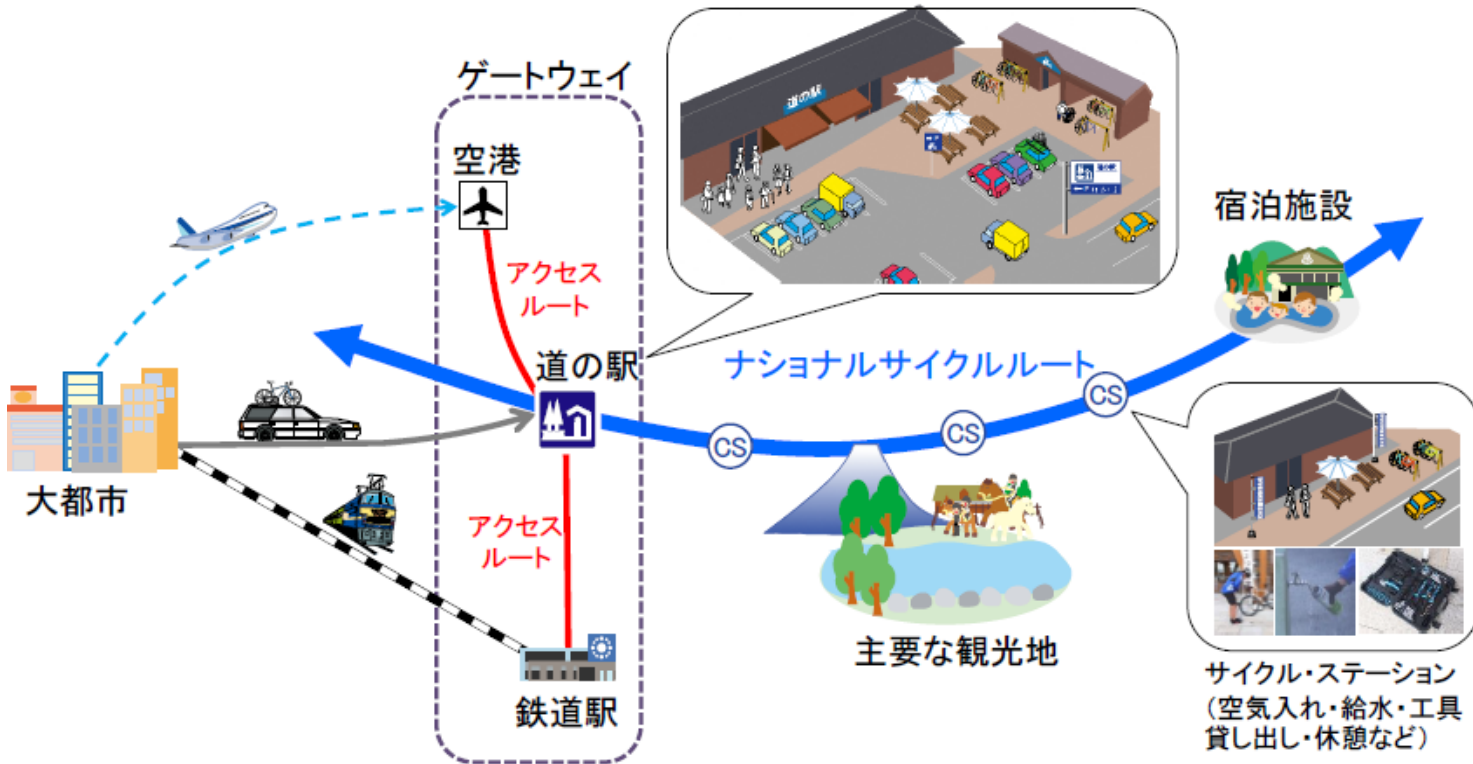 ゲートウェイ
空港
アクセス
ルート
道の駅
道の駅
宿泊施設
ナショナルサイクルルート
CS
CS
CS
大都市
アクセス
ルート
鉄道駅
主要な観光地
サイクル・ステーション
（空気入れ・給水・工具
貸し出し・休憩など）